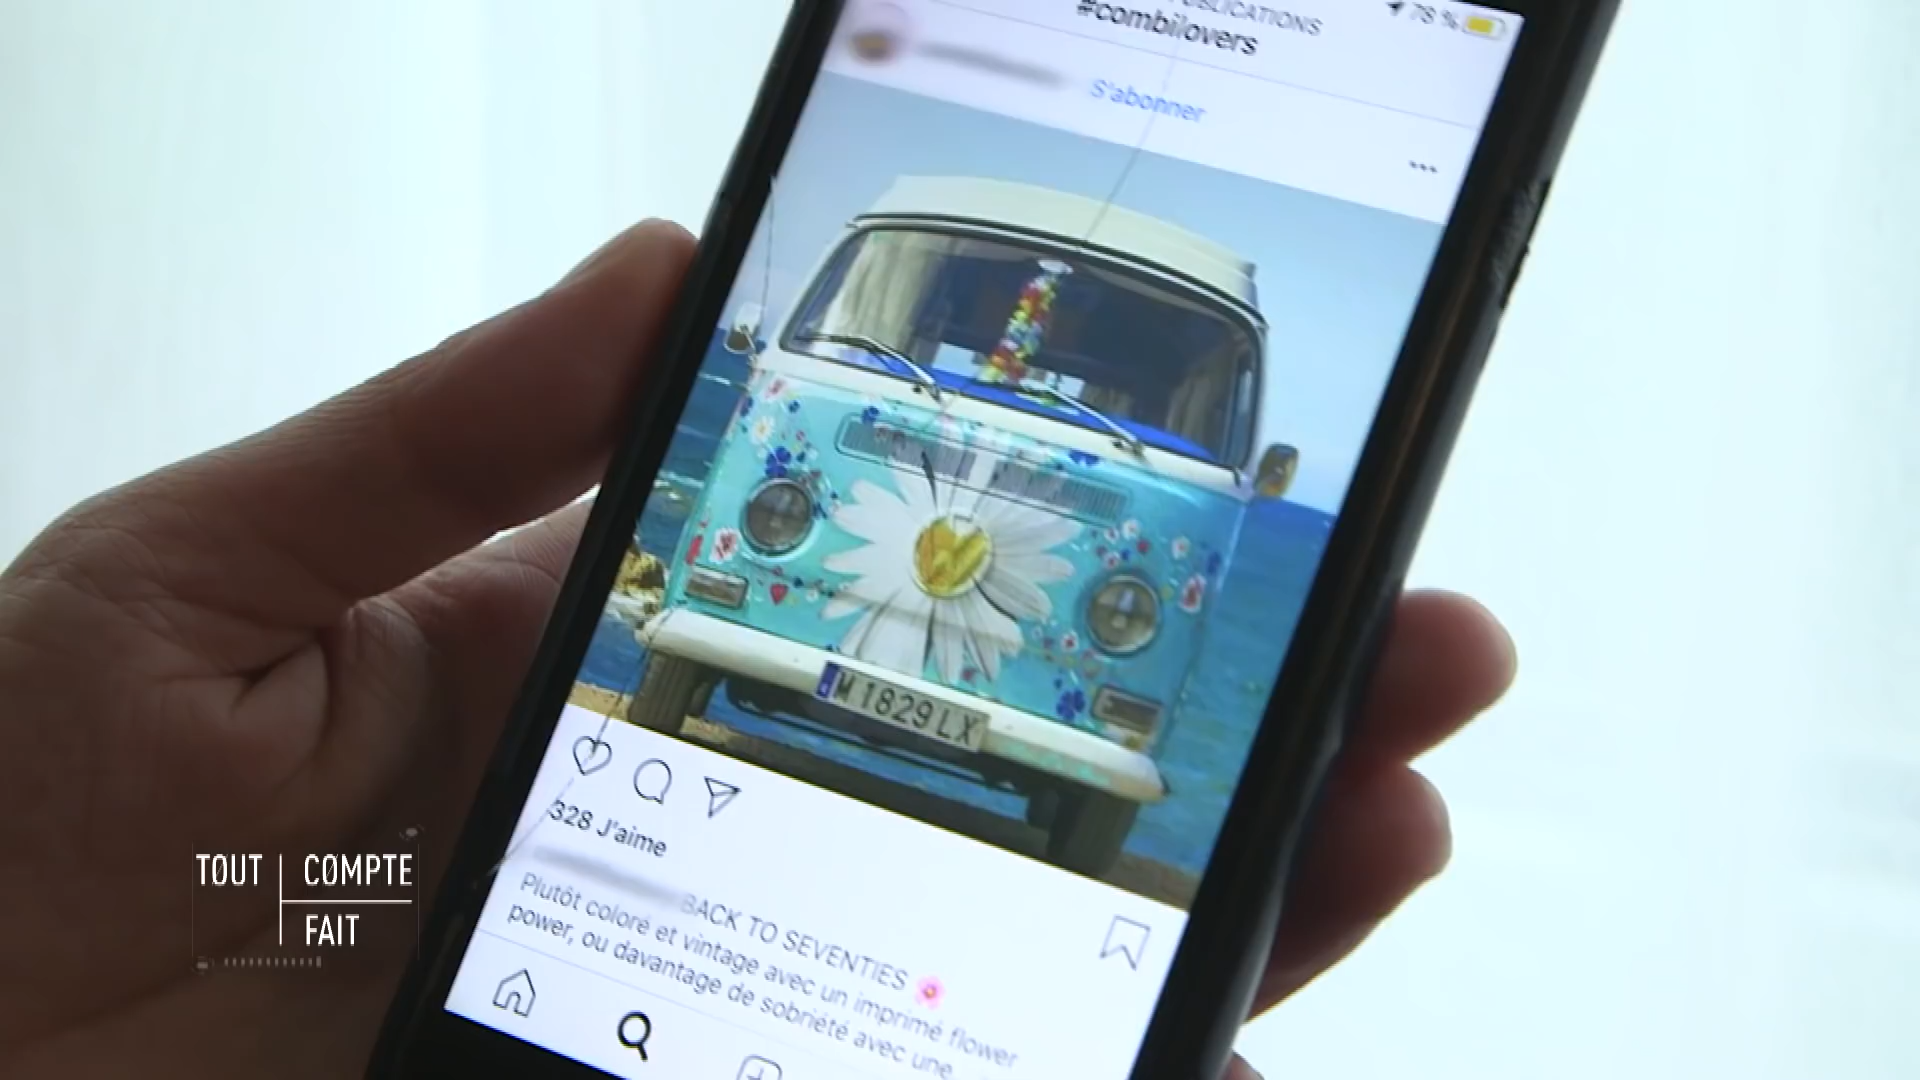 PUBLICATIONS
78 %
#combilovers
S'abonner
M 1829 LX
328 J'aime
BACK TO SEVENTIES
Plutôt coloré et vintage avec un imprimé flower
power, ou davantage de sobriété avec une
TOUT COMPTE
FAIT